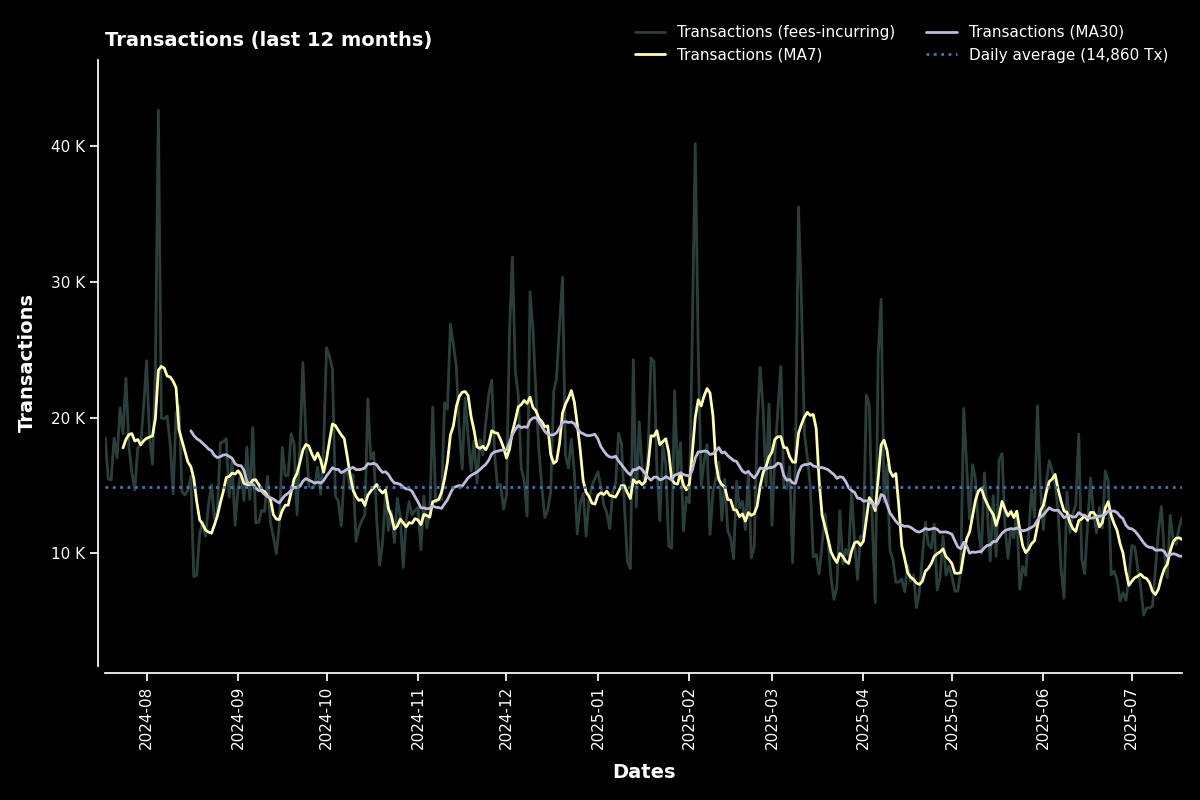 Transactions (last 12 months)
Transactions (fees-incurring)
Transactions (MA7)
Transactions (MA30)
Daily average (14,860 Tx)
Transactions
40 K
30 K
20 K
10 K
2024-08
2024-09
2024-10
2024-11
2024-12
2025-01
2025-02
2025-03
2025-04
2025-05
2025-06
2025-07
Dates